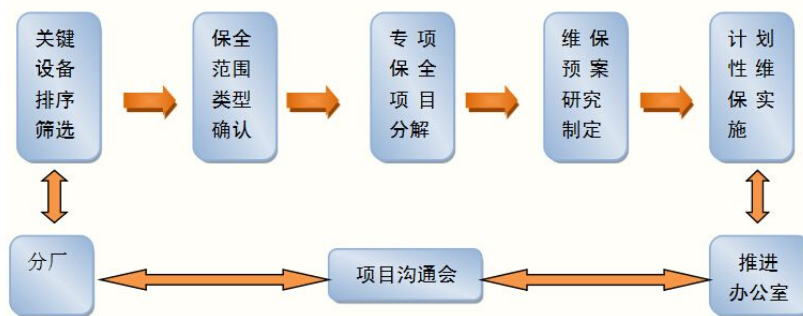 关键
设备
排序
筛选
保全
范围
类型
确认
专项
保全
项目
分解
维保
预案
研究
制定
计划
性维
保实
施
分厂
项目沟通会
推进
办公室